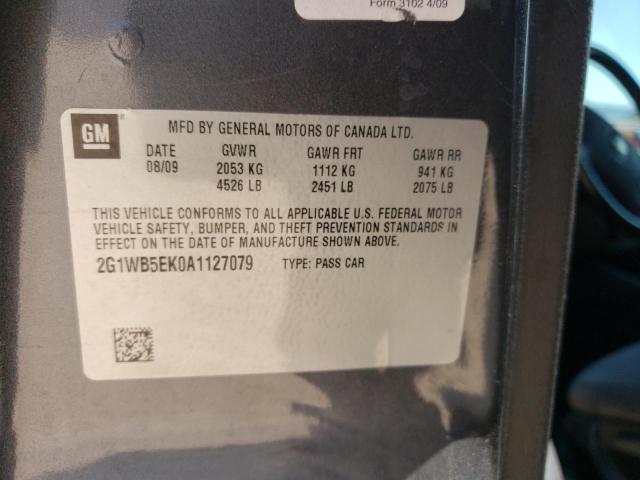 Form 3102 4/09
GM
MFD BY GENERAL MOTORS OF CANADA LTD.
DATE GVWR GAWR FRT GAWR RR
08/09 2053 KG 1112 KG 941 KG
4526 LB 2451 LB 2075 LB
THIS VEHICLE CONFORMS TO ALL APPLICABLE U.S. FEDERAL MOTOR
VEHICLE SAFETY, BUMPER, AND THEFT PREVENTION STANDARDS IN
EFFECT ON THE DATE OF MANUFACTURE SHOWN ABOVE.
2G1WB5EK0A1127079 TYPE: PASS CAR